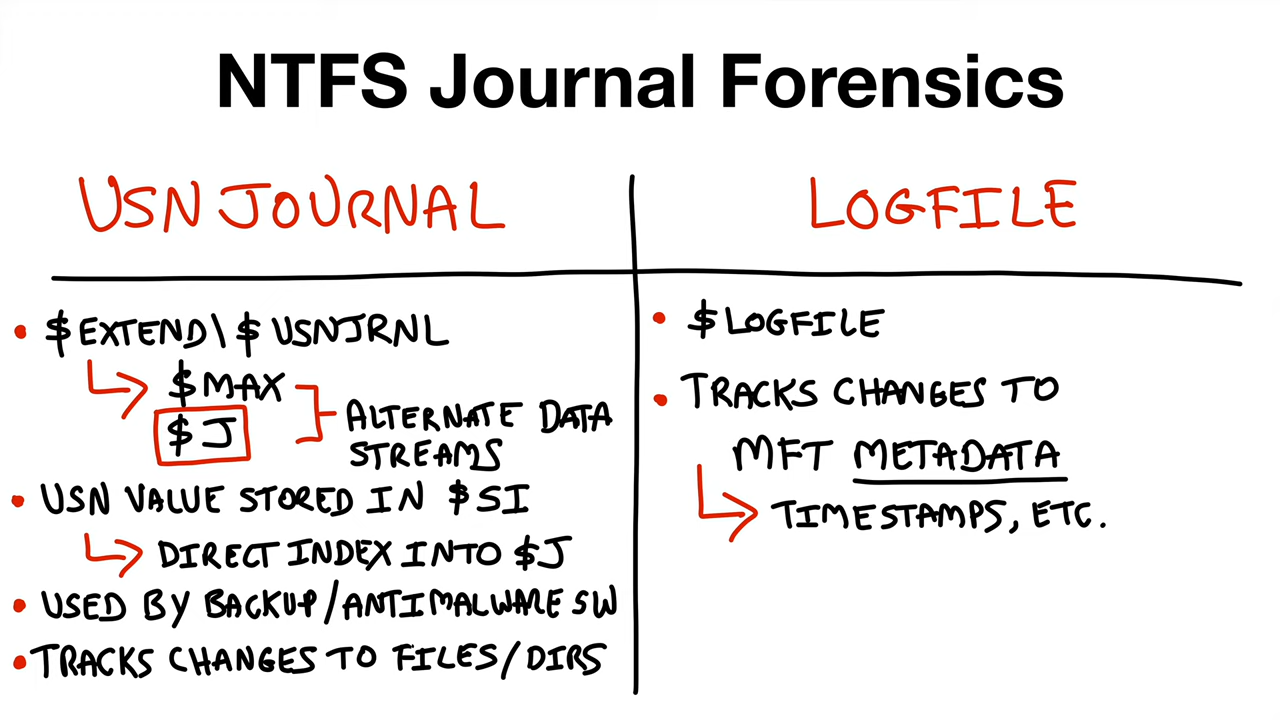 NTFS Journal Forensics
USN JOURNAL
• $EXTEND\$USNJRNL
$MAX
$J
ALTERNATE DATA
STREAMS
• USN VALUE STORED IN $SI
DIRECT INDEX INTO $J
• USED BY BACKUP/ANTIMALWARE SW
• TRACKS CHANGES TO FILES/DIRS
LOGFILE
• $LOGFILE
• TRACKS CHANGES TO
MFT METADATA
TIMESTAMPS, ETC.